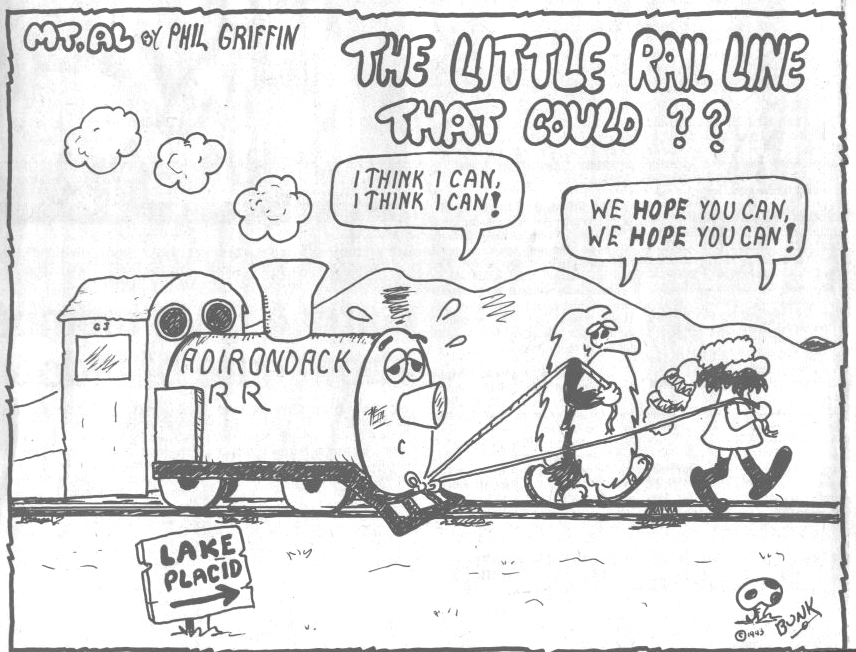 MT. AL BY PHIL GRIFFIN
THE LITTLE RAIL LINE
THAT COULD ??
I THINK I CAN,
I THINK I CAN!
WE HOPE YOU CAN,
WE HOPE YOU CAN!
ADIRONDACK
RR
LAKE
PLACID
©1993
BUNK